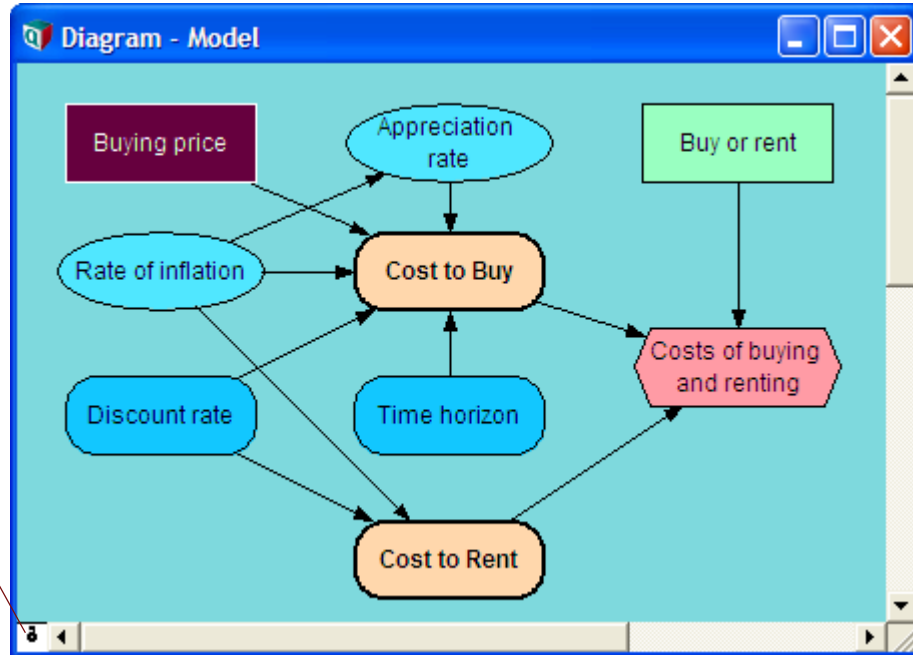 Diagram - Model
Buying price
Appreciation
rate
Buy or rent
Rate of inflation
Cost to Buy
Costs of buying
and renting
Discount rate
Time horizon
Cost to Rent